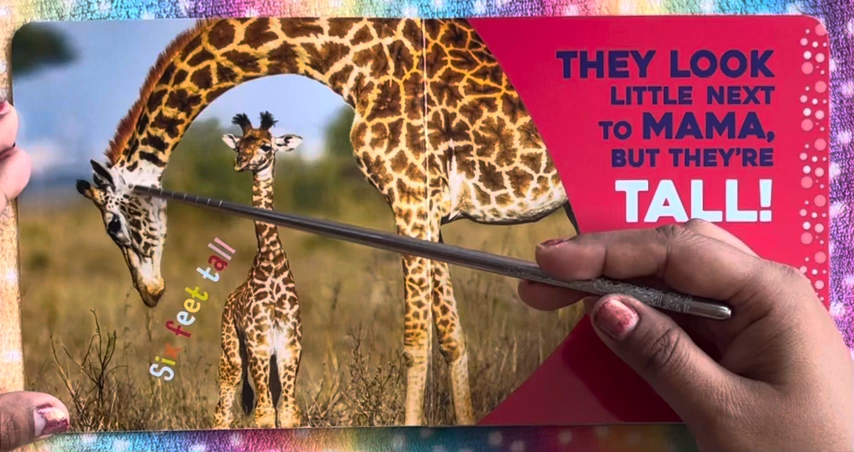 Six feet tall
THEY LOOK
LITTLE NEXT
TO MAMA,
BUT THEY'RE
TALL!